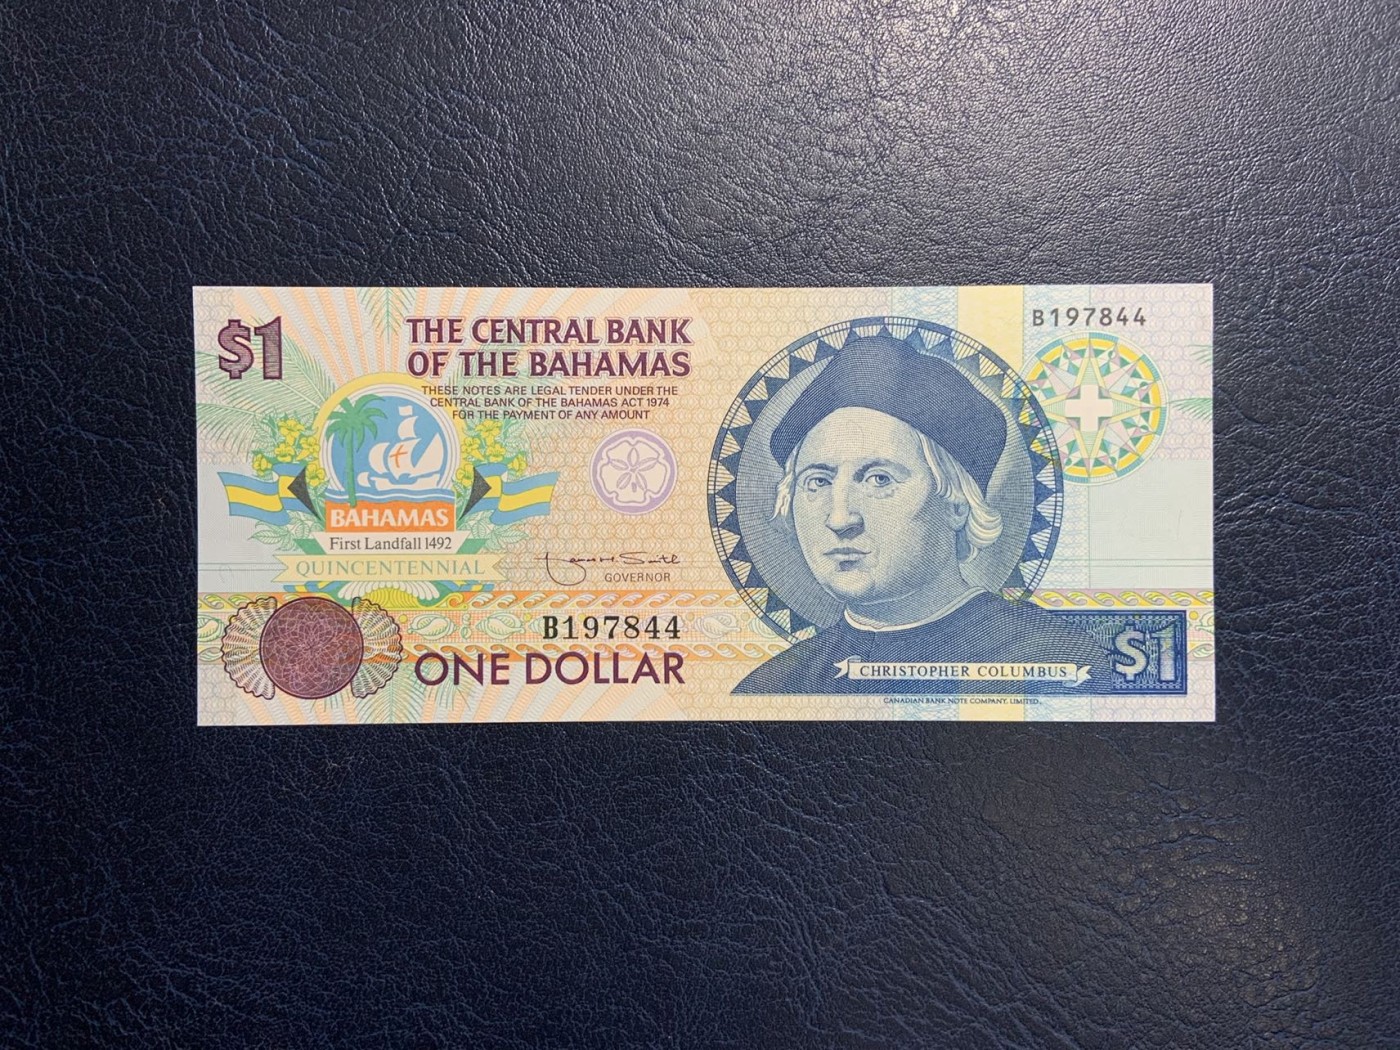 $1
THE CENTRAL BANK
OF THE BAHAMAS
THESE NOTES ARE LEGAL TENDER UNDER THE
CENTRAL BANK OF THE BAHAMAS ACT 1974
FOR THE PAYMENT OF ANY AMOUNT
B197844
BAHAMAS
First Landfall 1492
QUINCENTENNIAL
James H. Smith
GOVERNOR
B197844
ONE DOLLAR
CHRISTOPHER COLUMBUS
$1
CANADIAN BANK NOTE COMPANY, LIMITED.